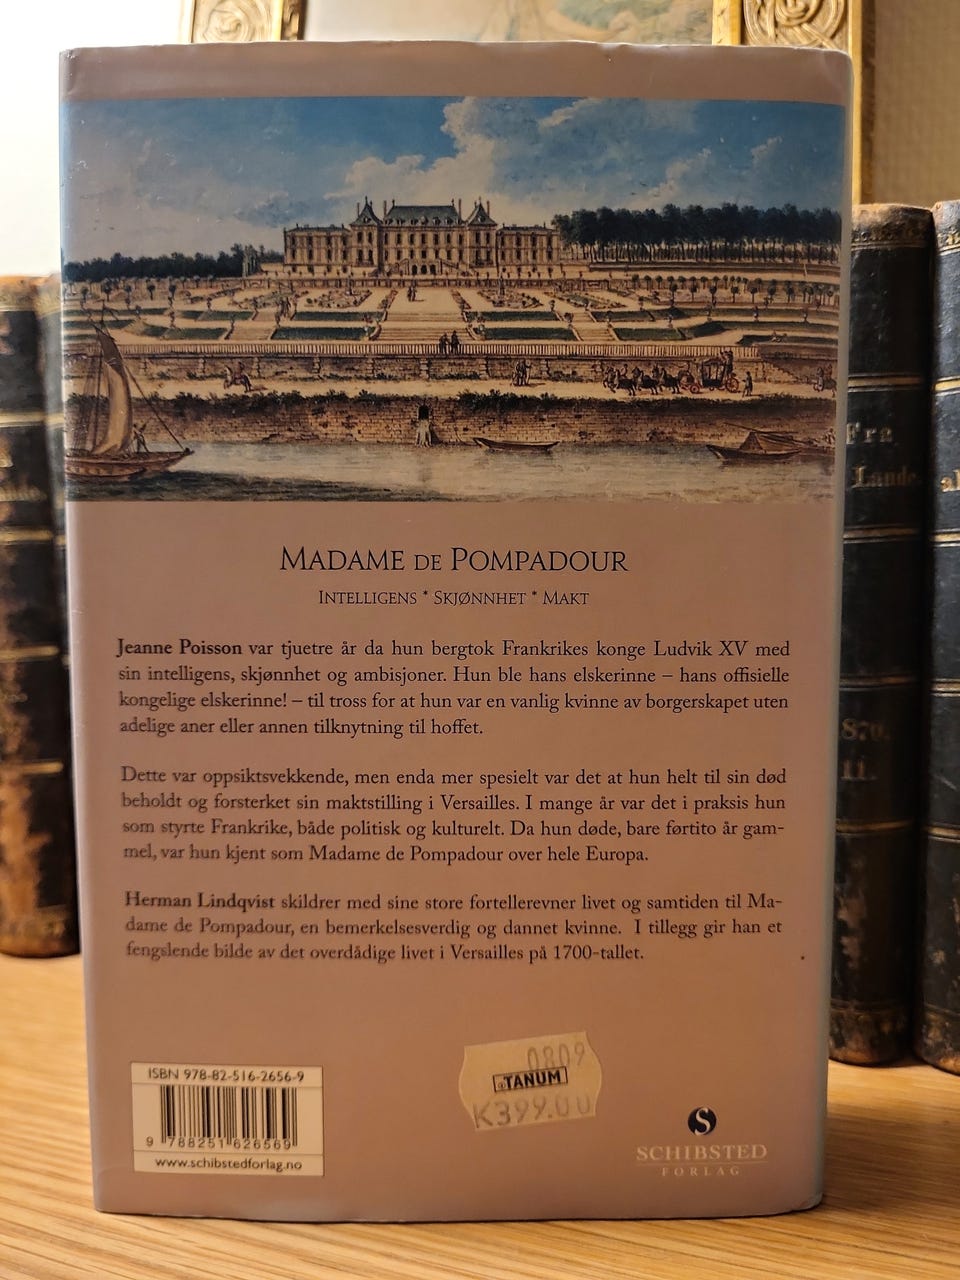 MADAME DE POMPADOUR
INTELLIGENS * SKJØNNHET * MAKT
Jeanne Poisson var tjuetre år da hun bergtok Frankrikes konge Ludvik XV med
sin intelligens, skjønnhet og ambisjoner. Hun ble hans elskerinne – hans offisielle
kongelige elskerinne! – til tross for at hun var en vanlig kvinne av borgerskapet uten
adelige aner eller annen tilknytning til hoffet.
Dette var oppsiktsvekkende, men enda mer spesielt var det at hun helt til sin død
beholdt og forsterket sin maktstilling i Versailles. I mange år var det i praksis hun
som styrte Frankrike, både politisk og kulturelt. Da hun døde, bare førtito år gam-
mel, var hun kjent som Madame de Pompadour over hele Europa.
Herman Lindqvist skildrer med sine store fortellerevner livet og samtiden til Ma-
dame de Pompadour, en bemerkelsesverdig og dannet kvinne. I tillegg gir han et
fengslende bilde av det overdådige livet i Versailles på 1700-tallet.
ISBN 978-82-516-2656-9
9 788251 626569
www.schibstedforlag.no
0809
TANUM
K399.00
S
SCHIBSTED
FORLAG
Fra
Lande
870.
11.